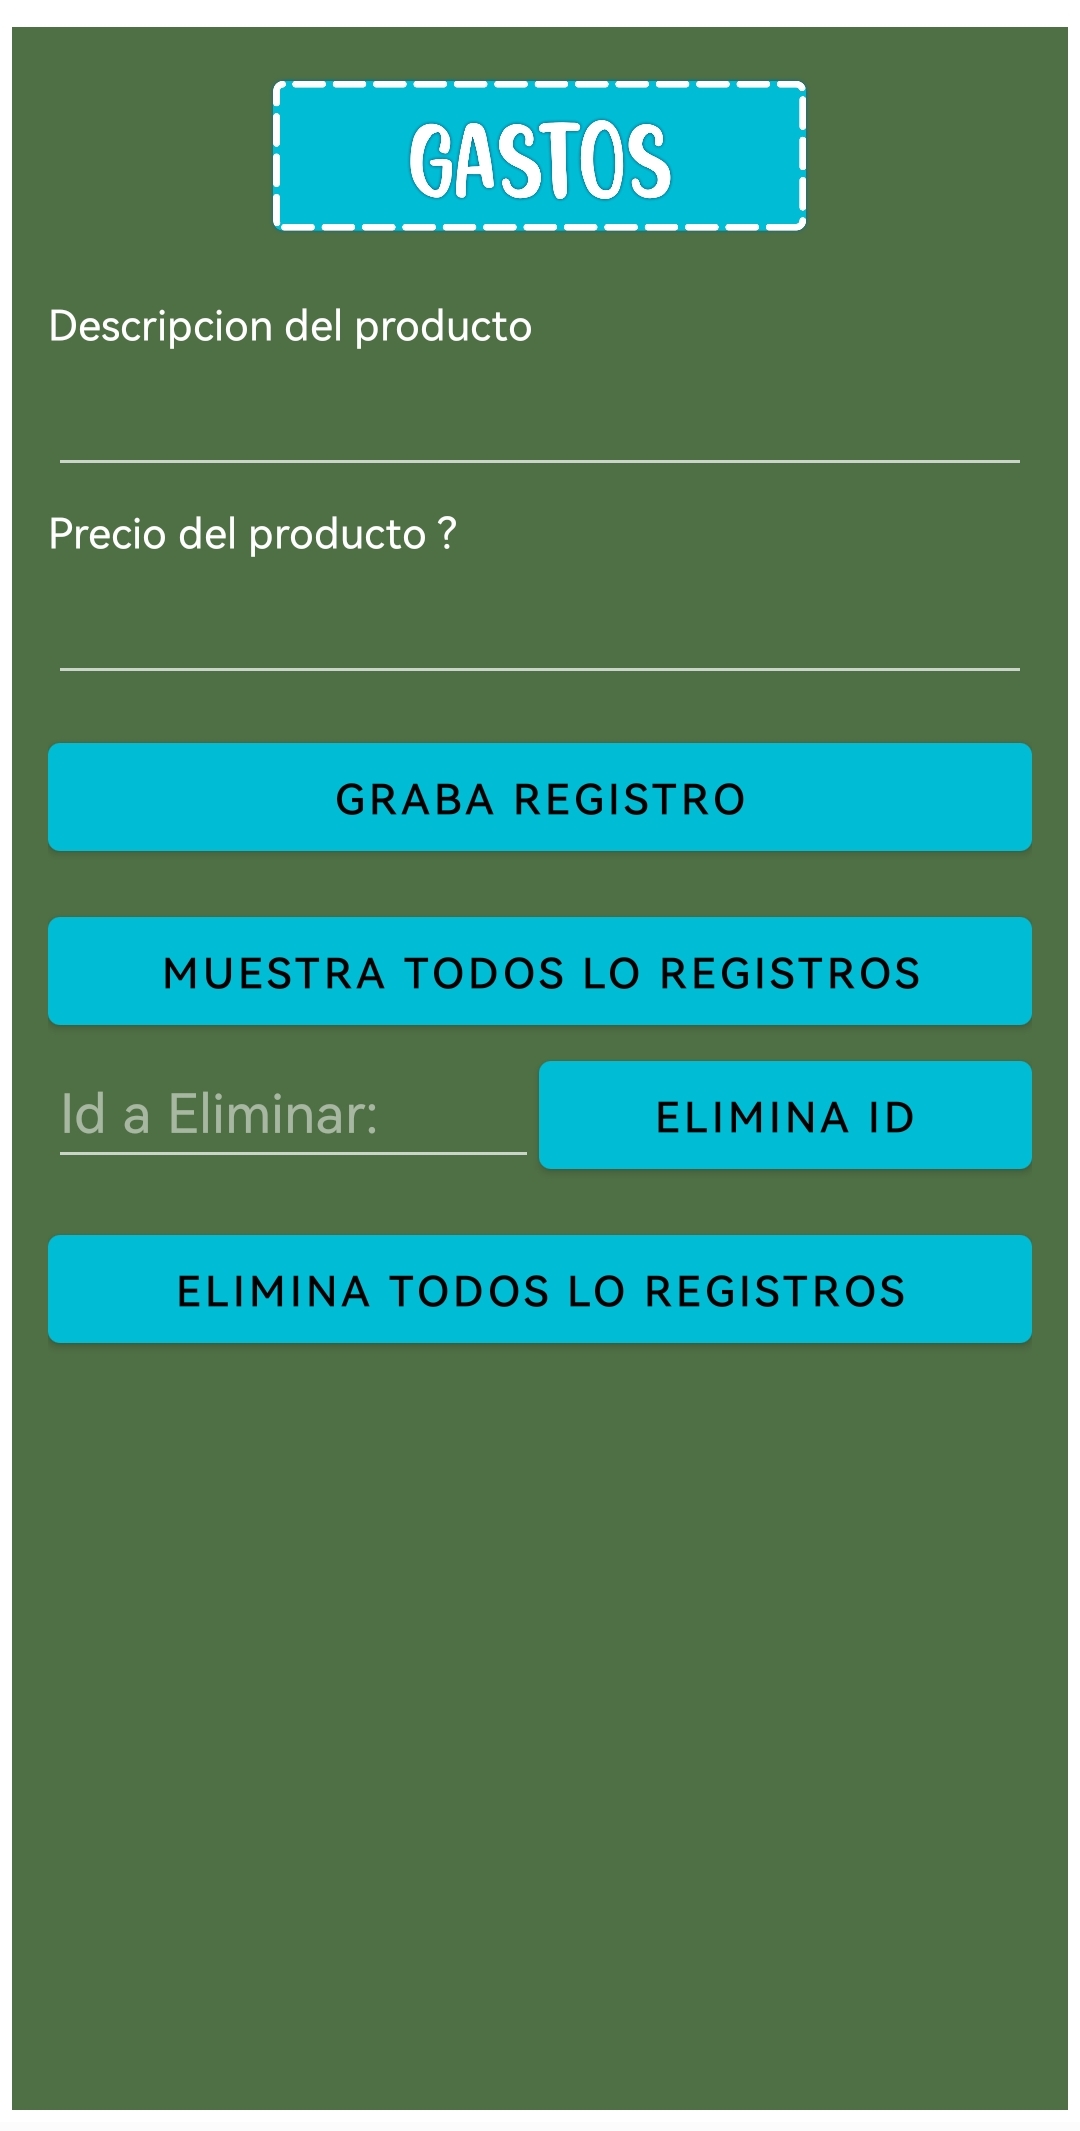 GASTOS
Descripcion del producto
Precio del producto ?
GRABA REGISTRO
MUESTRA TODOS LO REGISTROS
Id a Eliminar:
ELIMINA ID
ELIMINA TODOS LO REGISTROS